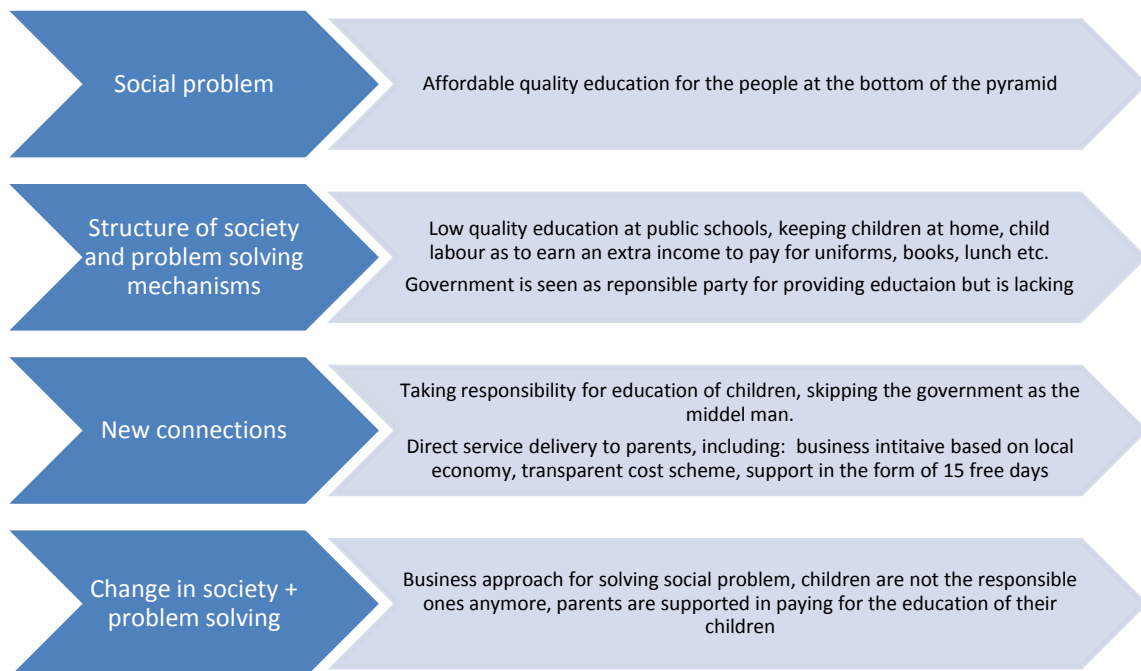 Social problem
Affordable quality education for the people at the bottom of the pyramid
Structure of society
and problem solving
mechanisms
Low quality education at public schools, keeping children at home, child
labour as to earn an extra income to pay for uniforms, books, lunch etc.
Government is seen as reponsible party for providing eductaion but is lacking
New connections
Taking responsibility for education of children, skipping the government as the
middel man.
Direct service delivery to parents, including: business intitaive based on local
economy, transparent cost scheme, support in the form of 15 free days
Change in society +
problem solving
Business approach for solving social problem, children are not the responsible
ones anymore, parents are supported in paying for the education of their
children